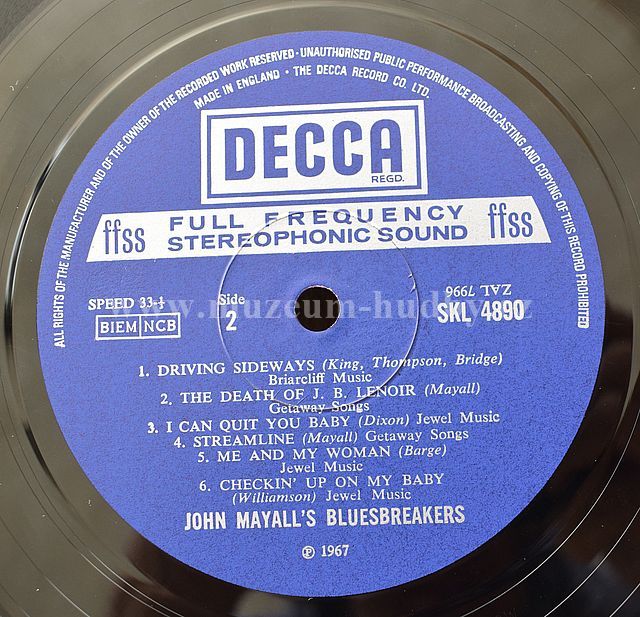 ALL RIGHTS OF THE MANUFACTURER AND OF THE OWNER OF THE RECORDED WORK RESERVED · UNAUTHORISED PUBLIC PERFORMANCE BROADCASTING AND COPYING OF THIS RECORD PROHIBITED
MADE IN ENGLAND · THE DECCA RECORD CO. LTD.
DECCA
REGD.
ffss FULL FREQUENCY ffss
STEREOPHONIC SOUND
SPEED 33-⅓
BIEM NCB
Side
2
ZAL 7996
SKL 4890
www.muzeum-hudby.cz
1. DRIVING SIDEWAYS (King, Thompson, Bridge)
Briarcliff Music
2. THE DEATH OF J. B. LENOIR (Mayall)
Getaway Songs
3. I CAN QUIT YOU BABY (Dixon) Jewel Music
4. STREAMLINE (Mayall) Getaway Songs
5. ME AND MY WOMAN (Barge)
Jewel Music
6. CHECKIN' UP ON MY BABY
(Williamson) Jewel Music
JOHN MAYALL'S BLUESBREAKERS
Ⓟ 1967